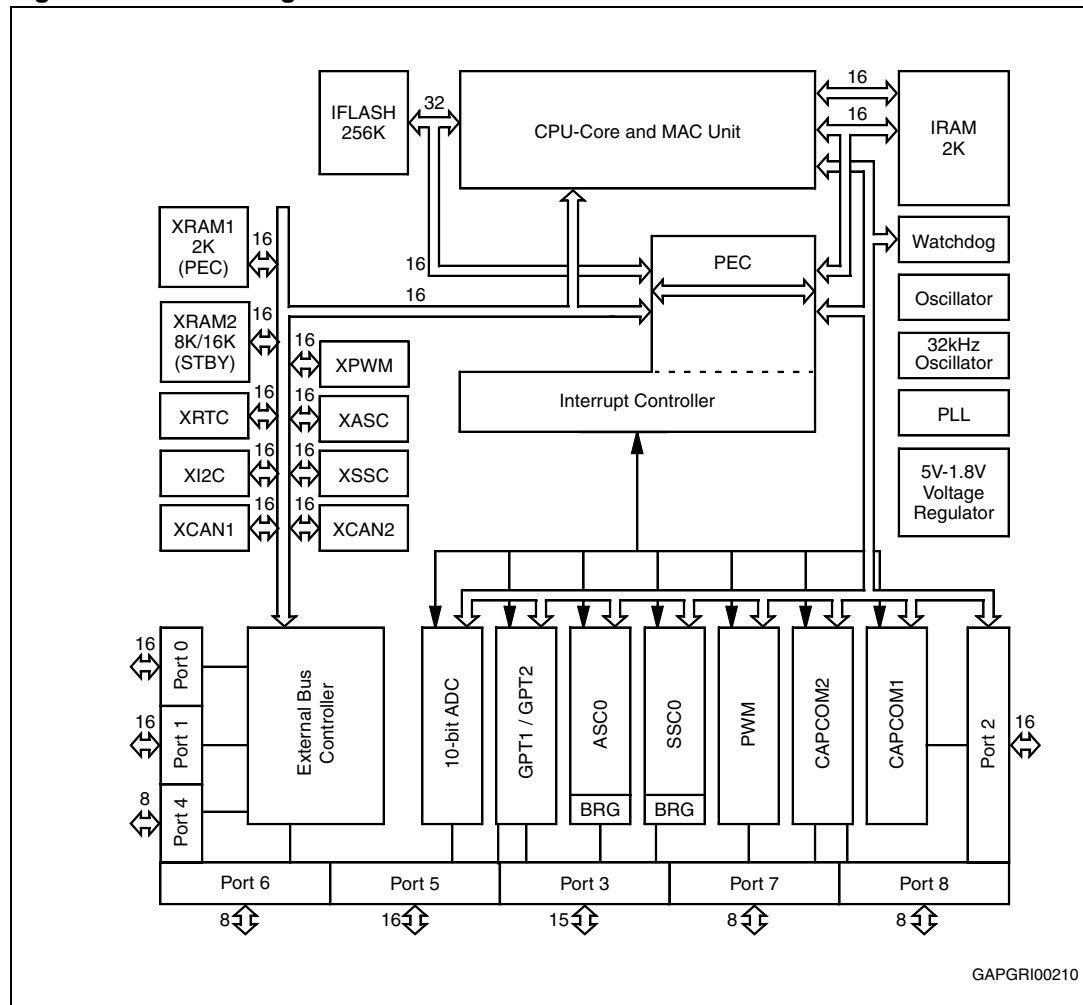 IFLASH
256K
32
CPU-Core and MAC Unit
16
16
IRAM
2K
XRAM1
2K
(PEC)
16
16
PEC
Watchdog
16
Oscillator
XRAM2
8K/16K
(STBY)
16
16
XPWM
32kHz
Oscillator
XRTC
16
16
XASC
Interrupt Controller
PLL
XI2C
16
16
XSSC
5V-1.8V
Voltage
Regulator
XCAN1
16
16
XCAN2
16
Port 0
16
Port 1
8
Port 4
External Bus
Controller
10-bit ADC
GPT1 / GPT2
ASC0
BRG
SSC0
BRG
PWM
CAPCOM2
CAPCOM1
Port 2
16
Port 6
Port 5
Port 3
Port 7
Port 8
8
16
15
8
8
GAPGRI00210